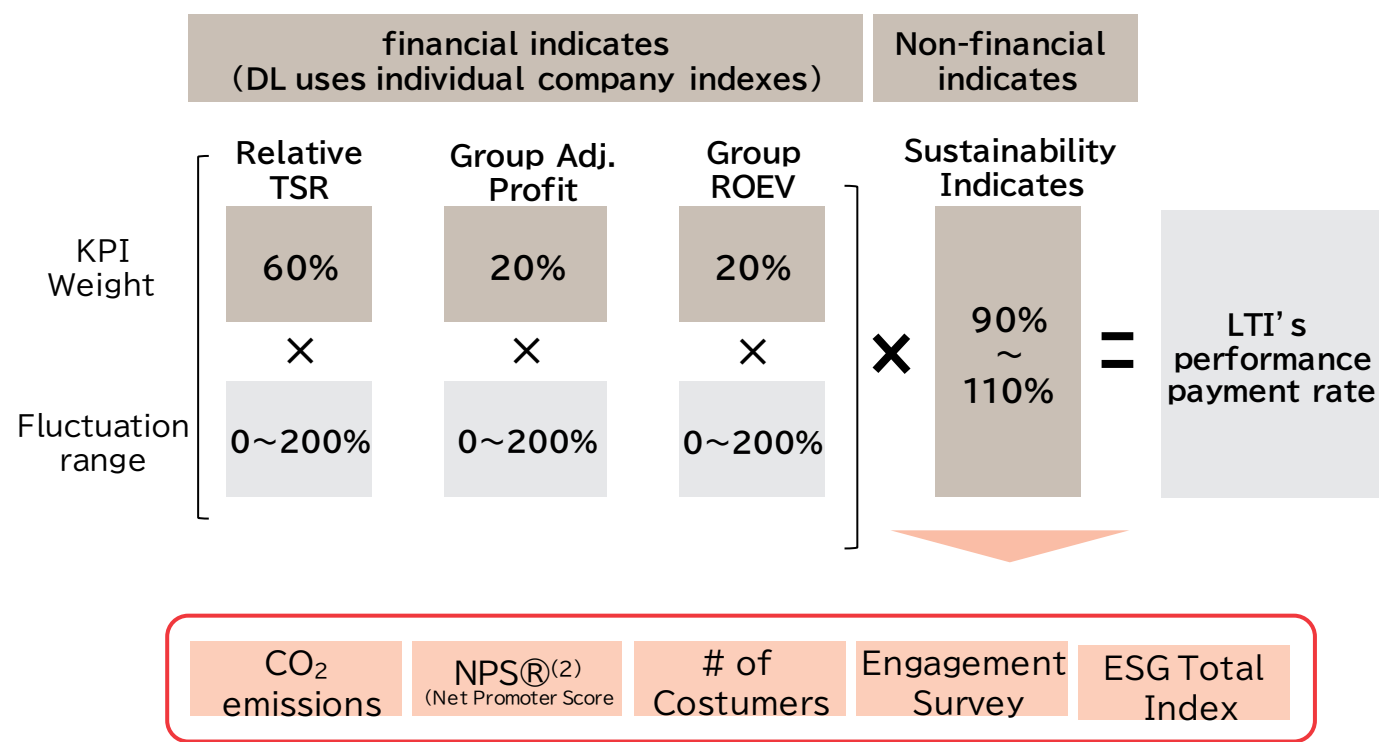 financial indicates
（DL uses individual company indexes）
Non-financial
indicates
Relative
TSR
Group Adj.
Profit
Group
ROEV
Sustainability
Indicates
KPI
Weight
60%
20%
20%
×
×
×
Fluctuation
range
0～200%
0～200%
0～200%
×
90%
～
110%
=
LTI’s
performance
payment rate
CO₂
emissions
NPS®⁽²⁾
(Net Promoter Score
# of
Costumers
Engagement
Survey
ESG Total
Index